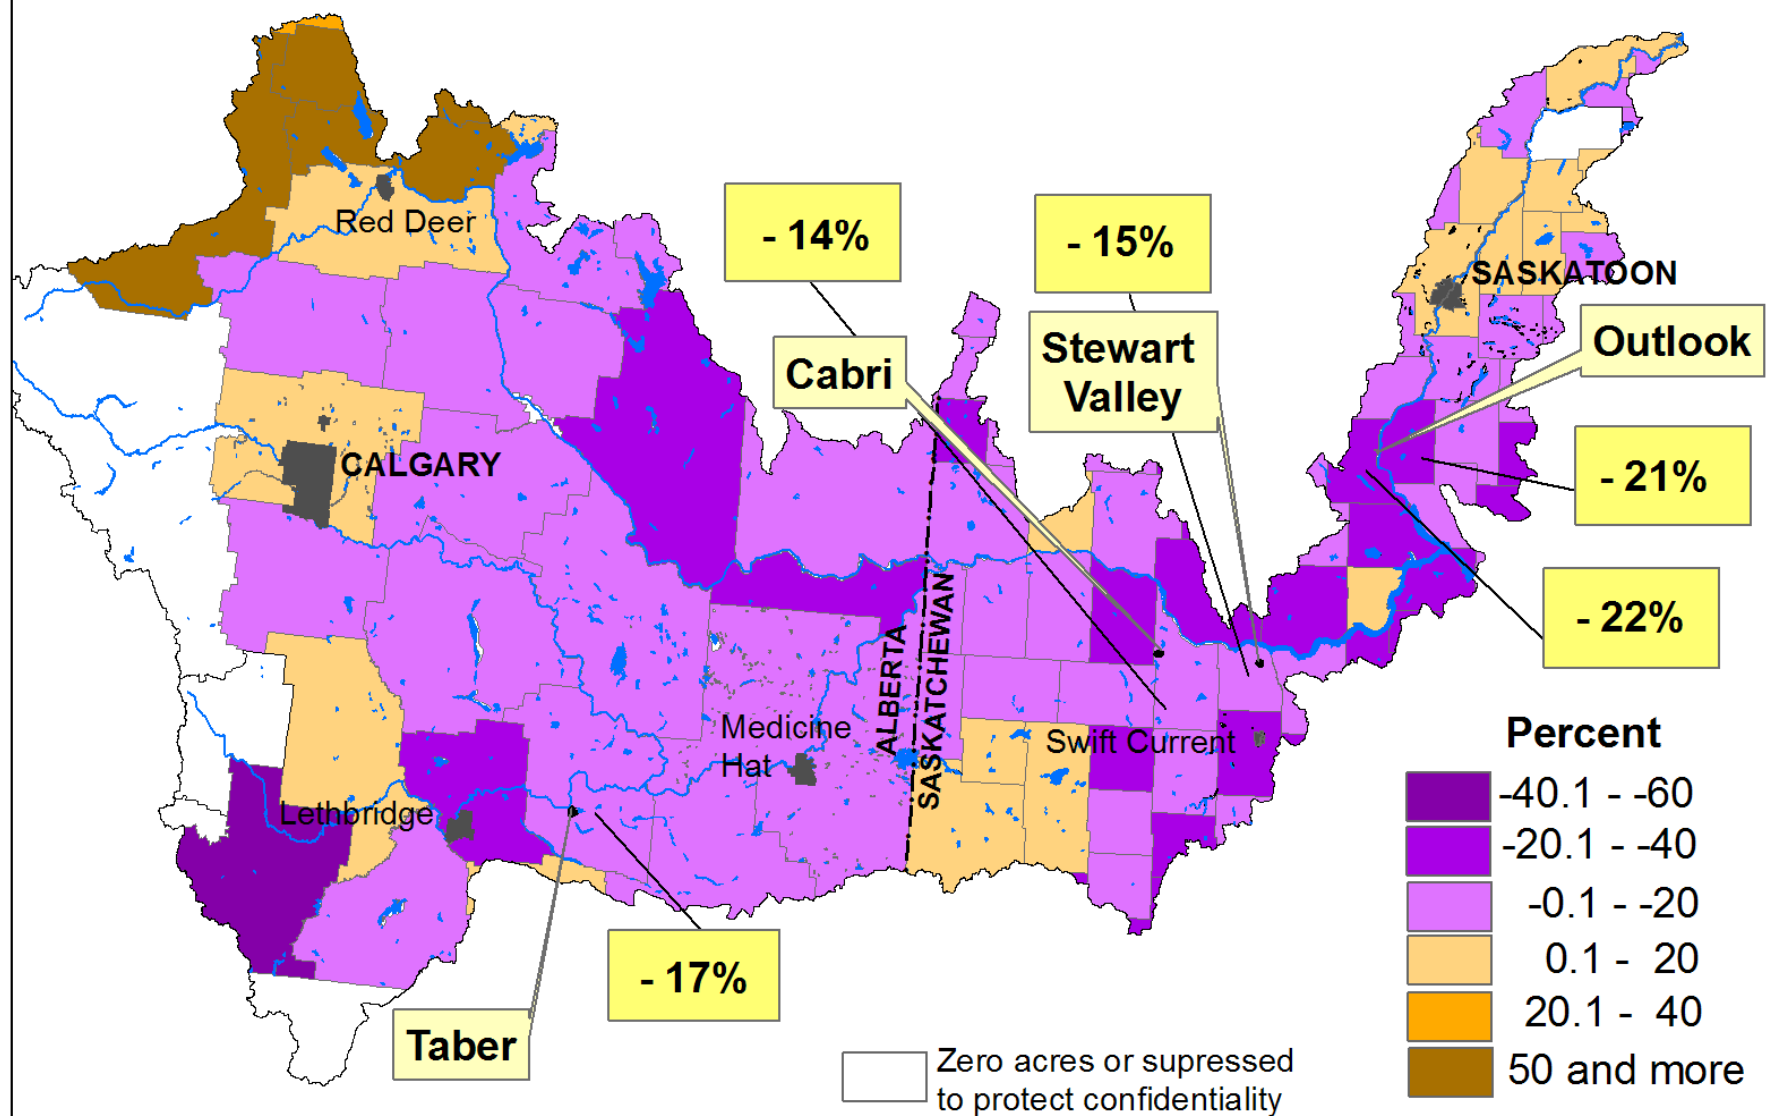 Red Deer
- 14%
- 15%
SASKATOON
Outlook
Cabri
Stewart
Valley
CALGARY
- 21%
- 22%
ALBERTA
SASKATCHEWAN
Medicine
Hat
Swift Current
Lethbridge
- 17%
Taber
Percent
-40.1 - -60
-20.1 - -40
-0.1 - -20
0.1 - 20
20.1 - 40
50 and more
Zero acres or supressed
to protect confidentiality